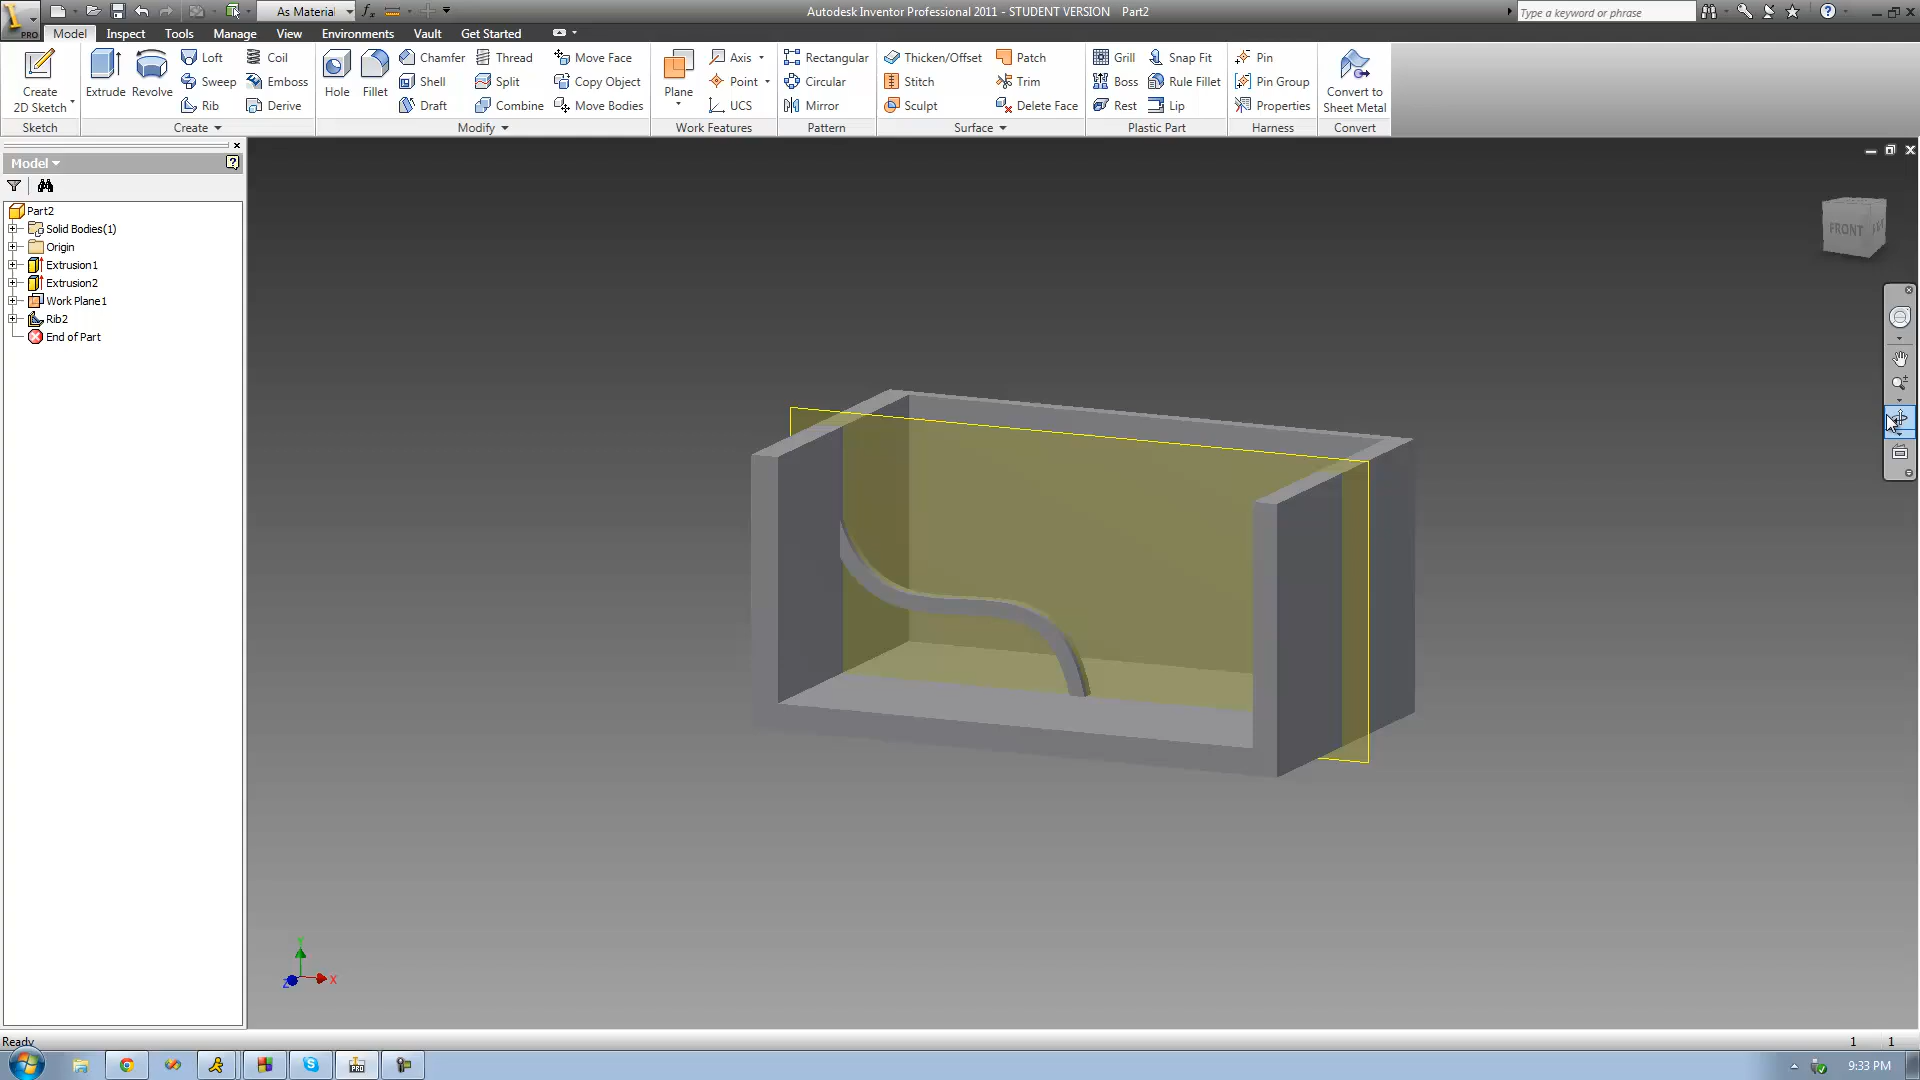 As Material
Autodesk Inventor Professional 2011 - STUDENT VERSION Part2
Type a keyword or phrase
PRO
Model Inspect Tools Manage View Environments Vault Get Started
Create 2D Sketch
Extrude Revolve
Loft Coil
Sweep Emboss
Rib Derive
Hole Fillet
Chamfer Thread Move Face
Shell Split Copy Object
Draft Combine Move Bodies
Plane
Axis
Point
UCS
Rectangular
Circular
Mirror
Thicken/Offset Patch
Stitch Trim
Sculpt Delete Face
Grill Snap Fit
Boss Rule Fillet
Rest Lip
Pin
Pin Group
Properties
Convert to Sheet Metal
Sketch Create Modify Work Features Pattern Surface Plastic Part Harness Convert
Model
Part2
Solid Bodies(1)
Origin
Extrusion1
Extrusion2
Work Plane1
Rib2
End of Part
FRONT
Y
X
Z
Ready
1 1
PRO
9:33 PM